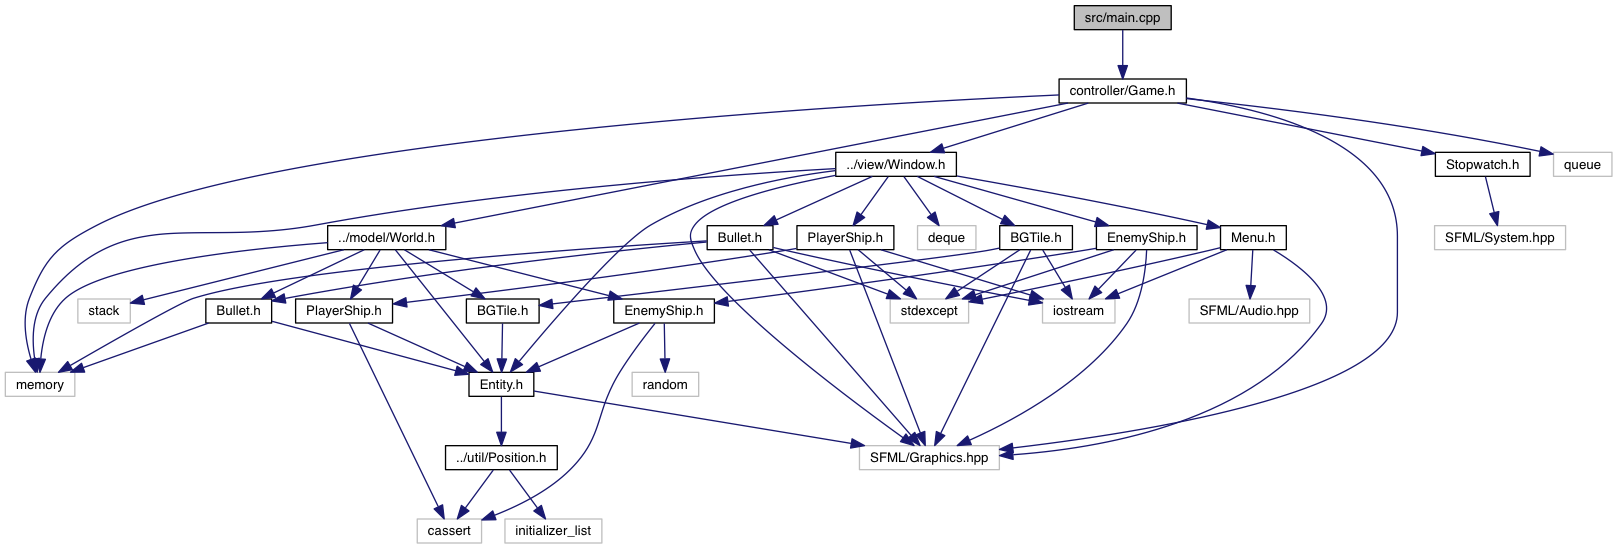 src/main.cpp
controller/Game.h
../view/Window.h
Stopwatch.h
queue
../model/World.h
Bullet.h
PlayerShip.h
deque
BGTile.h
EnemyShip.h
Menu.h
SFML/System.hpp
stack
Bullet.h
PlayerShip.h
BGTile.h
EnemyShip.h
stdexcept
iostream
SFML/Audio.hpp
memory
Entity.h
random
../util/Position.h
SFML/Graphics.hpp
cassert
initializer_list